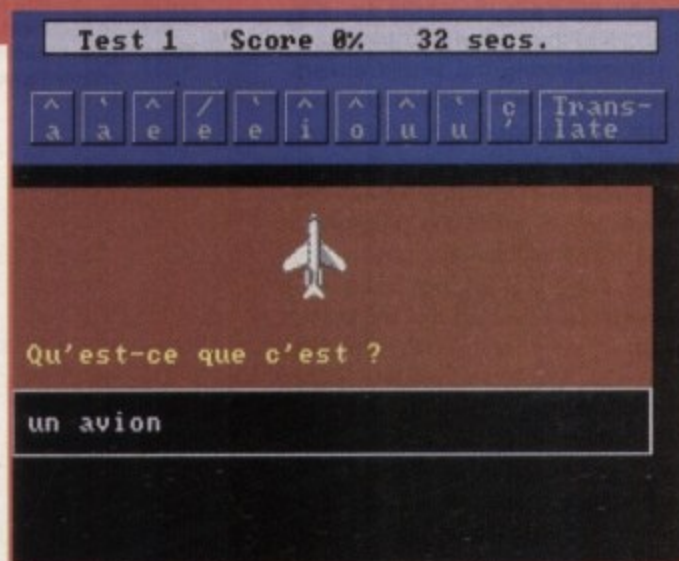 Test 1 Score 0% 32 secs.
â à ê é è î ô û ù ç Trans-
late
Qu'est-ce que c'est ?
un avion